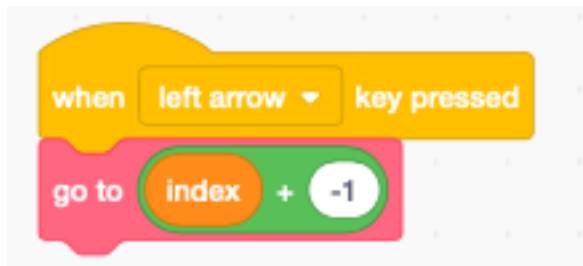 when left arrow key pressed
go to index + -1